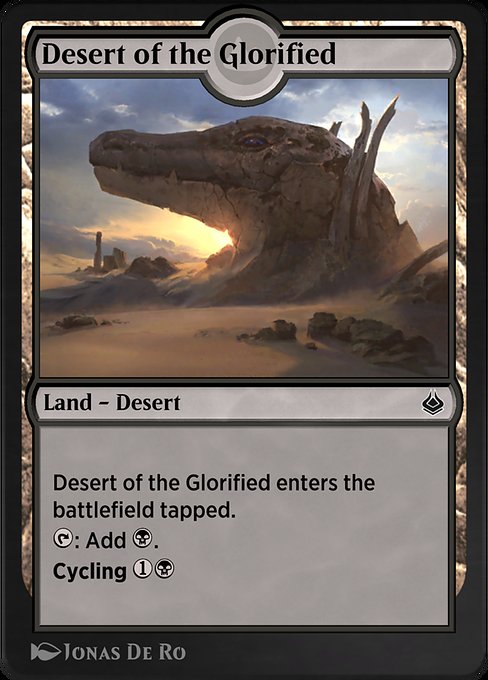 Desert of the Glorified
Land – Desert
Desert of the Glorified enters the
battlefield tapped.
: Add .
Cycling 1
Jonas De Ro